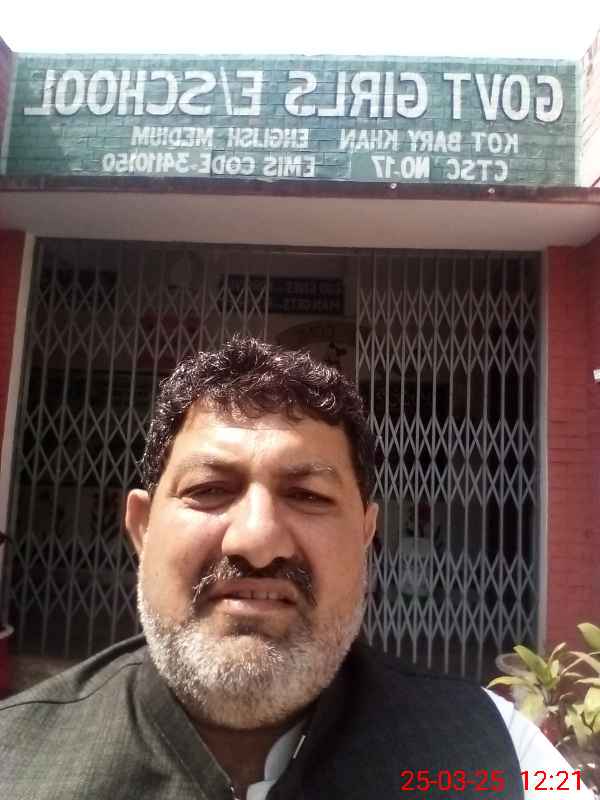 GOVT GIRLS E/SCHOOL
KOT BARY KHAN ENGLISH MEDIUM
CTSC NO-17 EMIS CODE-34110150
25-03-25 12:21